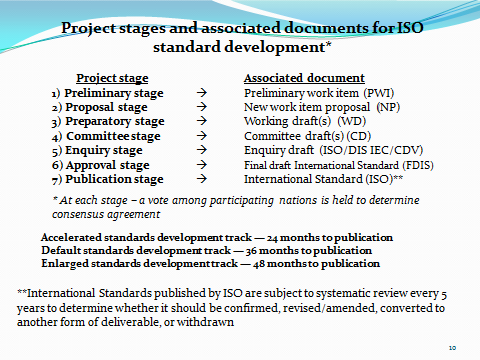 Project stages and associated documents for ISO
standard development*
Project stage Associated document
1) Preliminary stage → Preliminary work item (PWI)
2) Proposal stage → New work item proposal (NP)
3) Preparatory stage → Working draft(s) (WD)
4) Committee stage → Committee draft(s) (CD)
5) Enquiry stage → Enquiry draft (ISO/DIS IEC/CDV)
6) Approval stage → Final draft International Standard (FDIS)
7) Publication stage → International Standard (ISO)**
* At each stage – a vote among participating nations is held to determine
consensus agreement
Accelerated standards development track — 24 months to publication
Default standards development track — 36 months to publication
Enlarged standards development track — 48 months to publication
**International Standards published by ISO are subject to systematic review every 5
years to determine whether it should be confirmed, revised/amended, converted to
another form of deliverable, or withdrawn
10